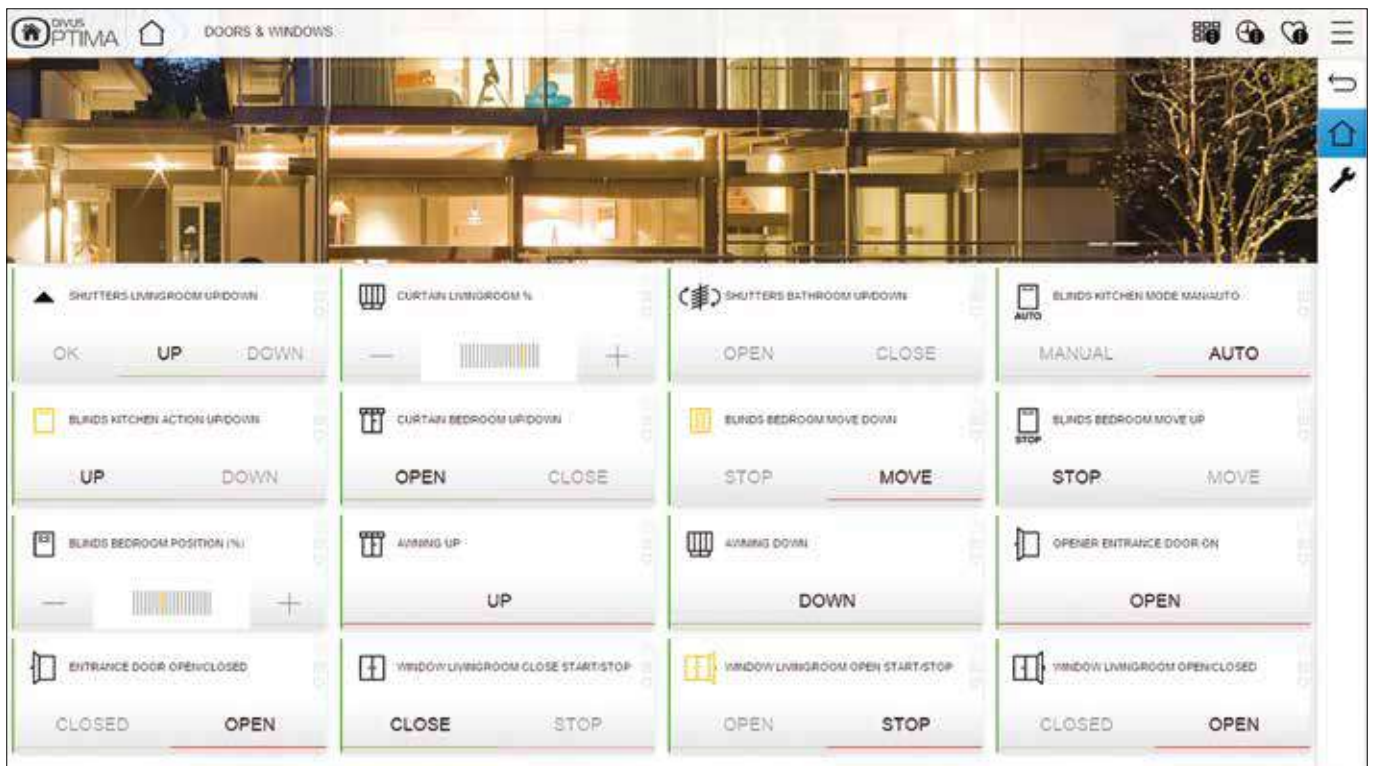 DIVUS
OPTIMA
DOORS & WINDOWS
SHUTTERS LIVINGROOM UP/DOWN
OK UP DOWN
CURTAIN LIVINGROOM %
— +
SHUTTERS BATHROOM UP/DOWN
OPEN CLOSE
AUTO
BLINDS KITCHEN MODE MAN/AUTO
MANUAL AUTO
BLINDS KITCHEN ACTION UP/DOWN
UP DOWN
CURTAIN BEDROOM UP/DOWN
OPEN CLOSE
BLINDS BEDROOM MOVE DOWN
STOP MOVE
STOP
BLINDS BEDROOM MOVE UP
STOP MOVE
BLINDS BEDROOM POSITION (%)
— +
AWNING UP
UP
AWNING DOWN
DOWN
OPENER ENTRANCE DOOR ON
OPEN
ENTRANCE DOOR OPEN/CLOSED
CLOSED OPEN
WINDOW LIVINGROOM CLOSE START/STOP
CLOSE STOP
WINDOW LIVINGROOM OPEN START/STOP
OPEN STOP
WINDOW LIVINGROOM OPEN/CLOSED
CLOSED OPEN